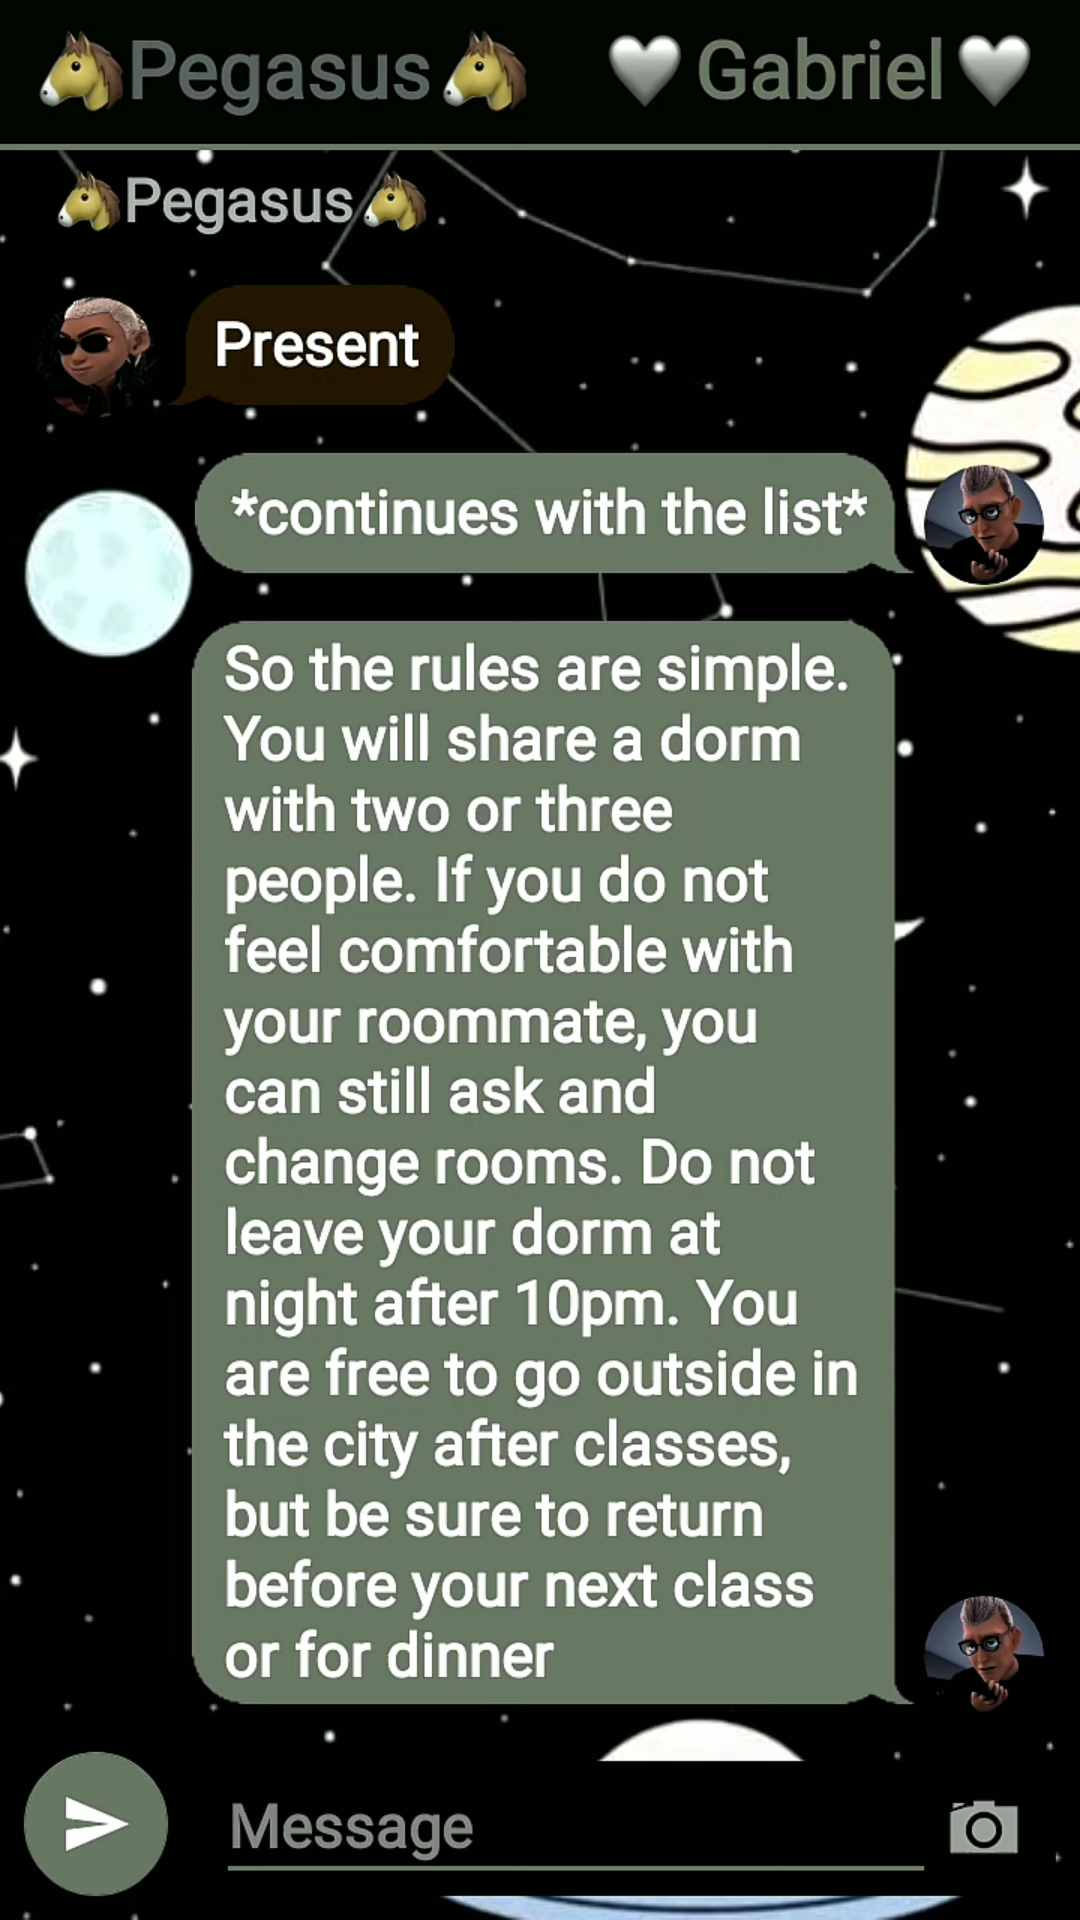 🐴Pegasus🐴 🤍Gabriel🤍
🐴Pegasus🐴
Present
*continues with the list*
So the rules are simple.
You will share a dorm
with two or three
people. If you do not
feel comfortable with
your roommate, you
can still ask and
change rooms. Do not
leave your dorm at
night after 10pm. You
are free to go outside in
the city after classes,
but be sure to return
before your next class
or for dinner
Message